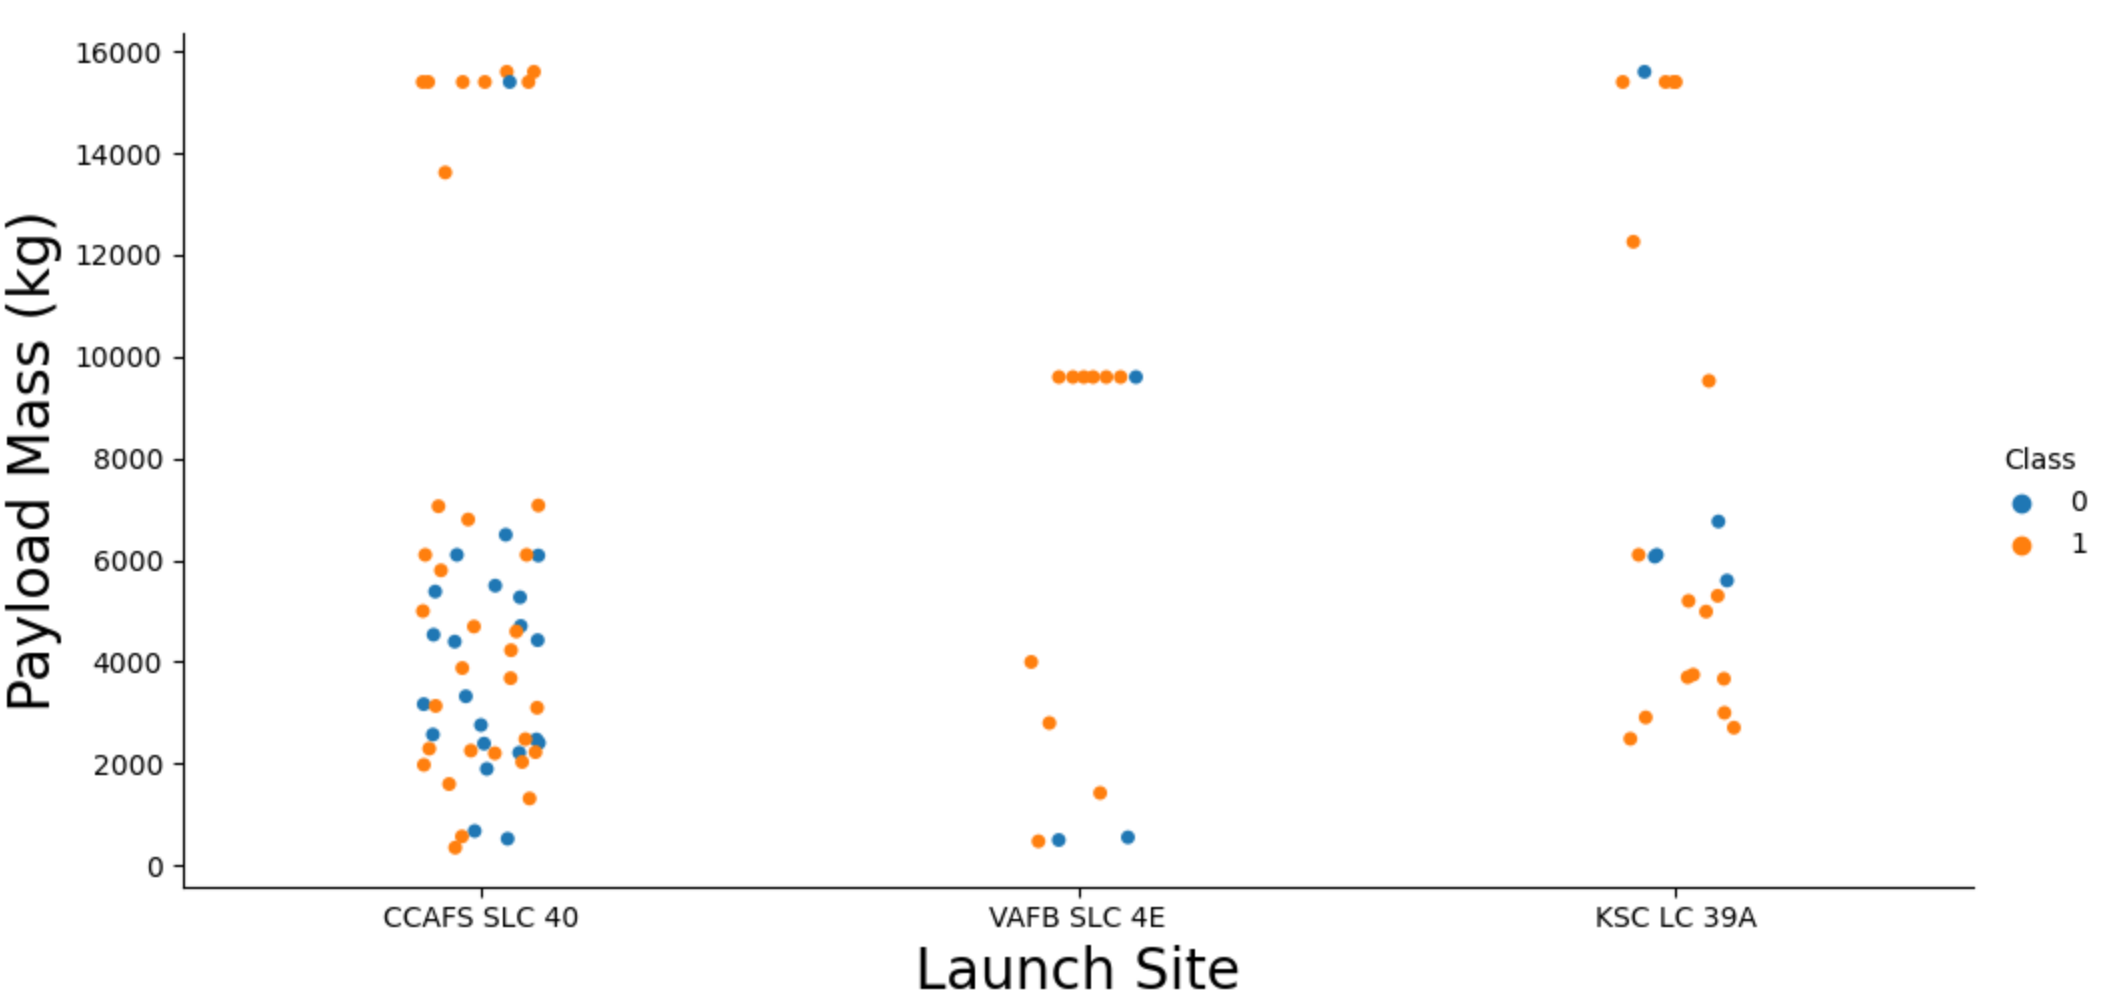 16000
14000
12000
10000
8000
6000
4000
2000
0
Payload Mass (kg)
CCAFS SLC 40
VAFB SLC 4E
KSC LC 39A
Launch Site
Class
0
1